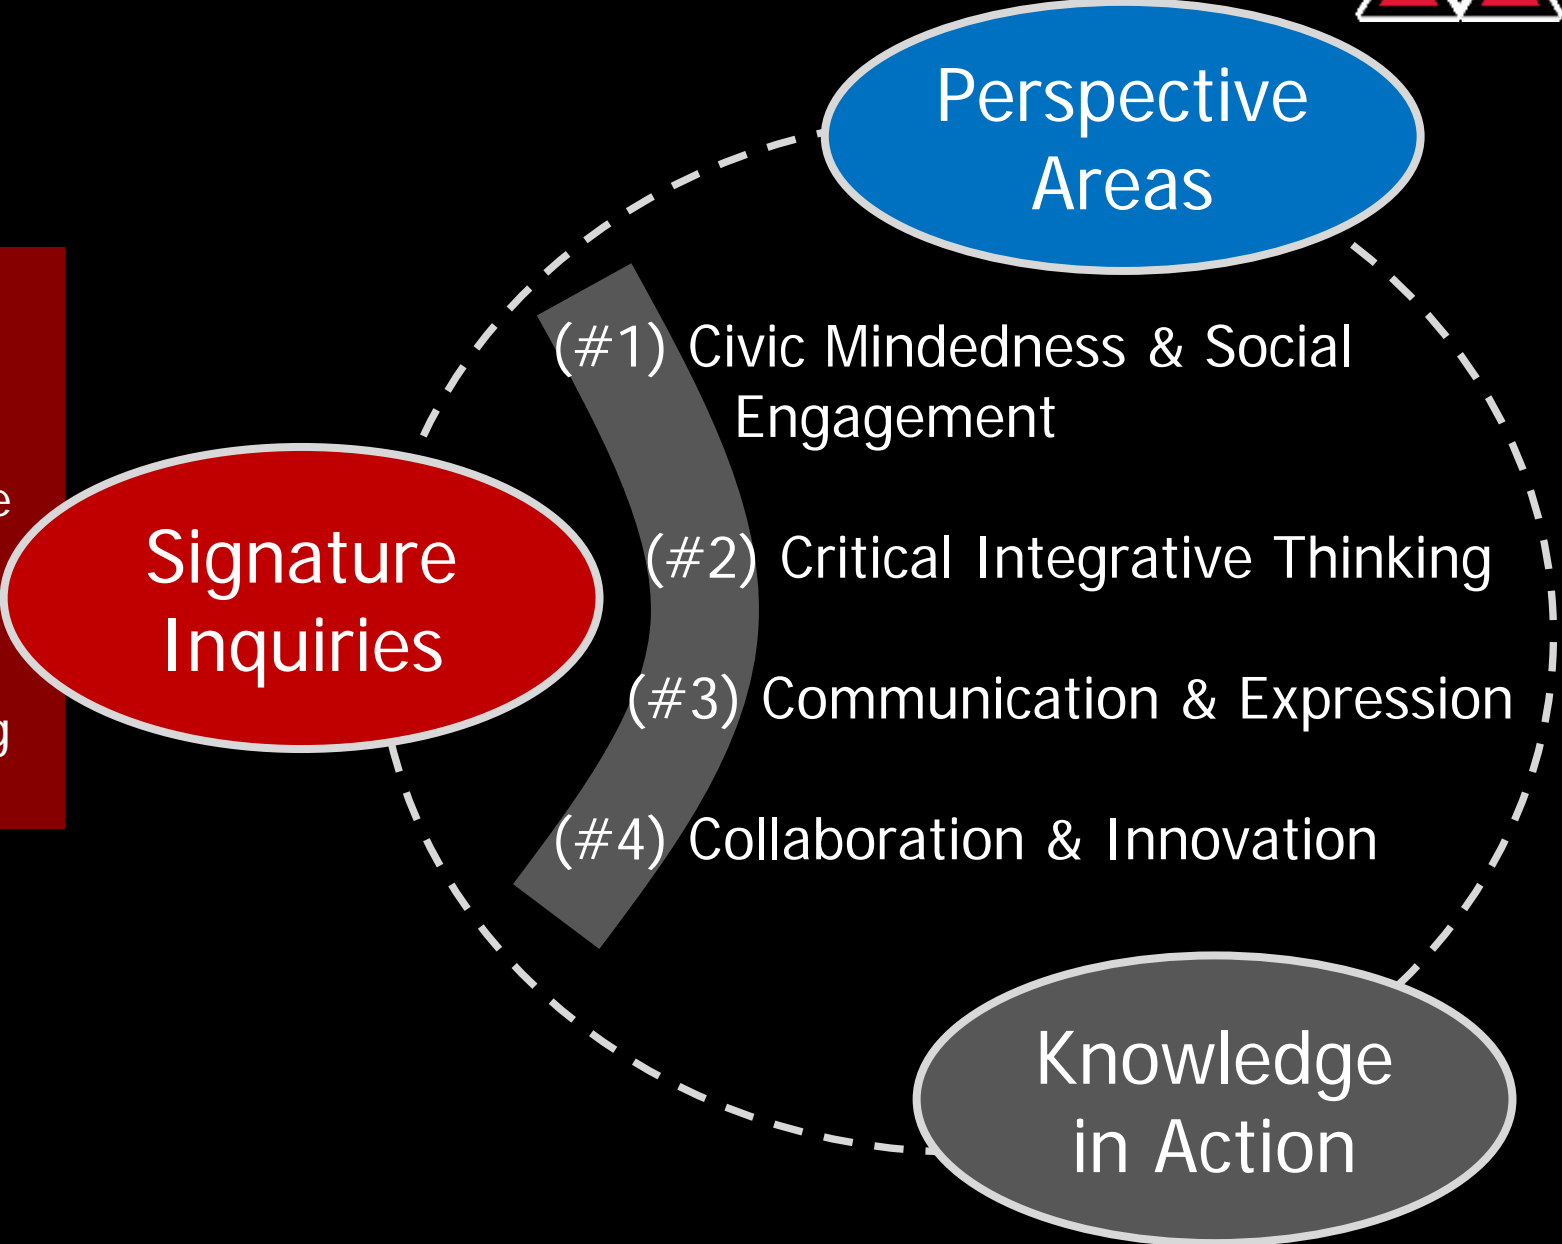 Perspective
Areas
(#1) Civic Mindedness & Social
Engagement
Signature
Inquiries
(#2) Critical Integrative Thinking
(#3) Communication & Expression
(#4) Collaboration & Innovation
Knowledge
in Action